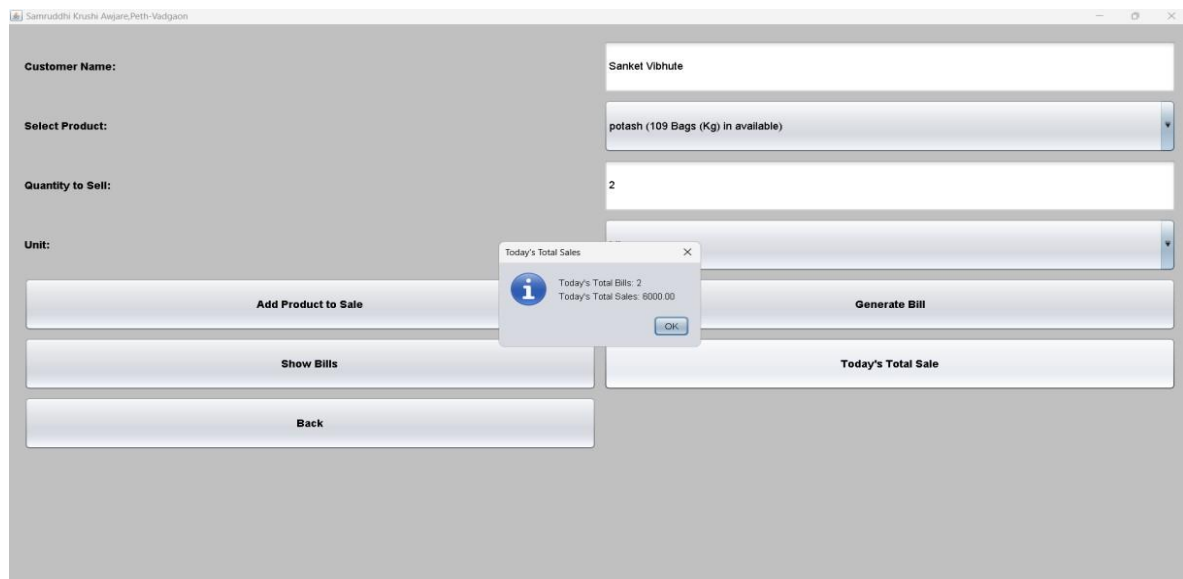 Samruddhi Krushi Awjare,Peth-Vadgaon
Customer Name:
Sanket Vibhute
Select Product:
potash (109 Bags (Kg) in available)
Quantity to Sell:
2
Unit:
Today's Total Sales
Today's Total Bills: 2
Today's Total Sales: 6000.00
OK
Add Product to Sale
Generate Bill
Show Bills
Today's Total Sale
Back